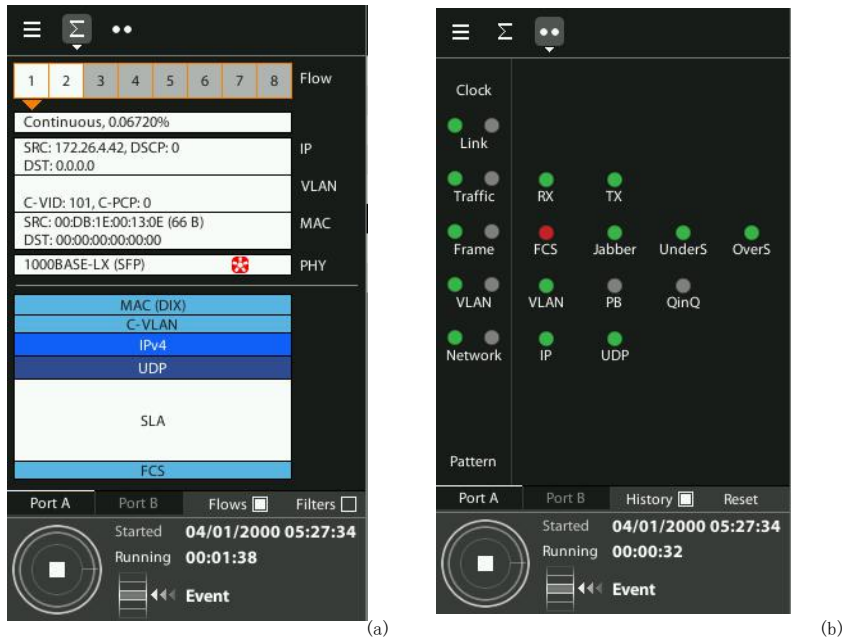 1 2 3 4 5 6 7 8 Flow
Continuous, 0.06720%
SRC: 172.26.4.42, DSCP: 0 IP
DST: 0.0.0.0
VLAN
C-VID: 101, C-PCP: 0
SRC: 00:DB:1E:00:13:0E (66 B) MAC
DST: 00:00:00:00:00:00
1000BASE-LX (SFP) PHY
MAC (DIX)
C-VLAN
IPv4
UDP
SLA
FCS
Port A Port B Flows Filters
Started 04/01/2000 05:27:34
Running 00:01:38
Event
(a)
Σ
Clock
Link
Traffic RX TX
Frame FCS Jabber UnderS OverS
VLAN VLAN PB QinQ
Network IP UDP
Pattern
Port A Port B History Reset
Started 04/01/2000 05:27:34
Running 00:00:32
Event
(b)